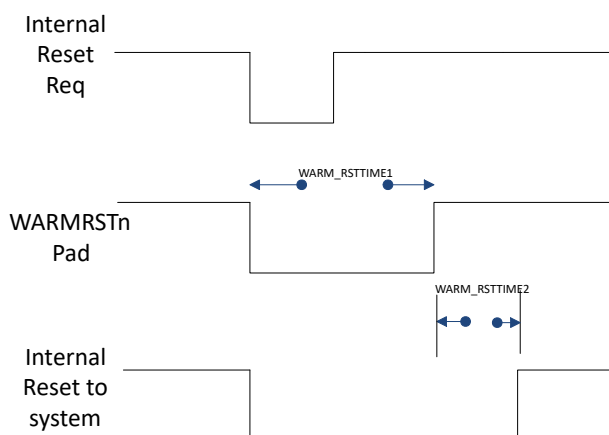 Internal
Reset
Req
WARM_RSTTIME1
WARMRSTn
Pad
WARM_RSTTIME2
Internal
Reset to
system